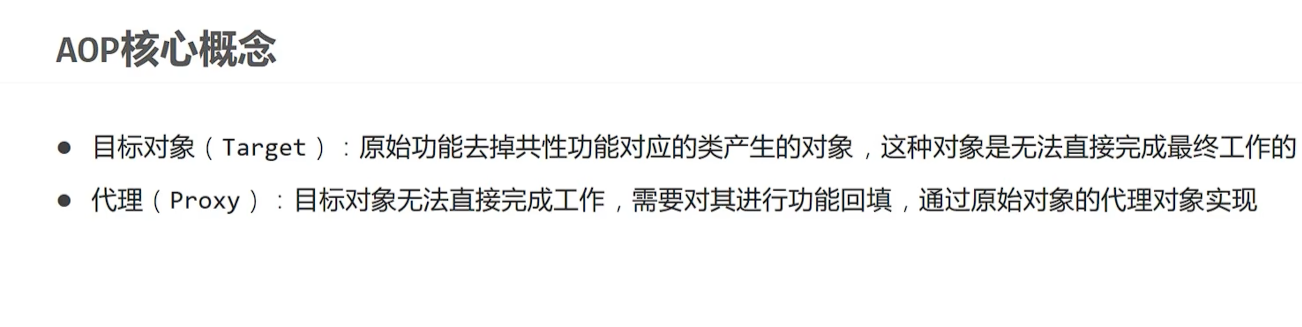 AOP核心概念
● 目标对象（Target）：原始功能去掉共性功能对应的类产生的对象，这种对象是无法直接完成最终工作的
● 代理（Proxy）：目标对象无法直接完成工作，需要对其进行功能回填，通过原始对象的代理对象实现